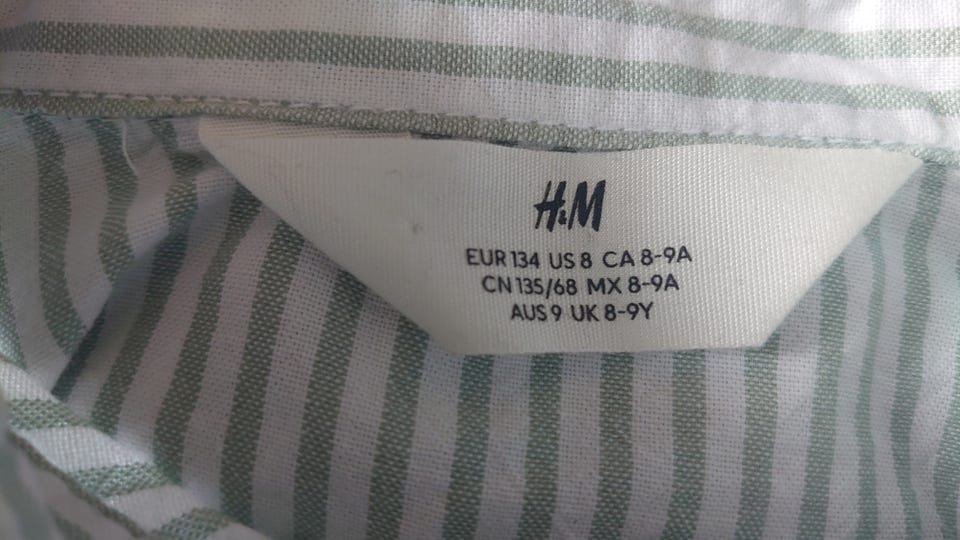 H&M
EUR 134 US 8 CA 8-9A
CN 135/68 MX 8-9A
AUS 9 UK 8-9Y